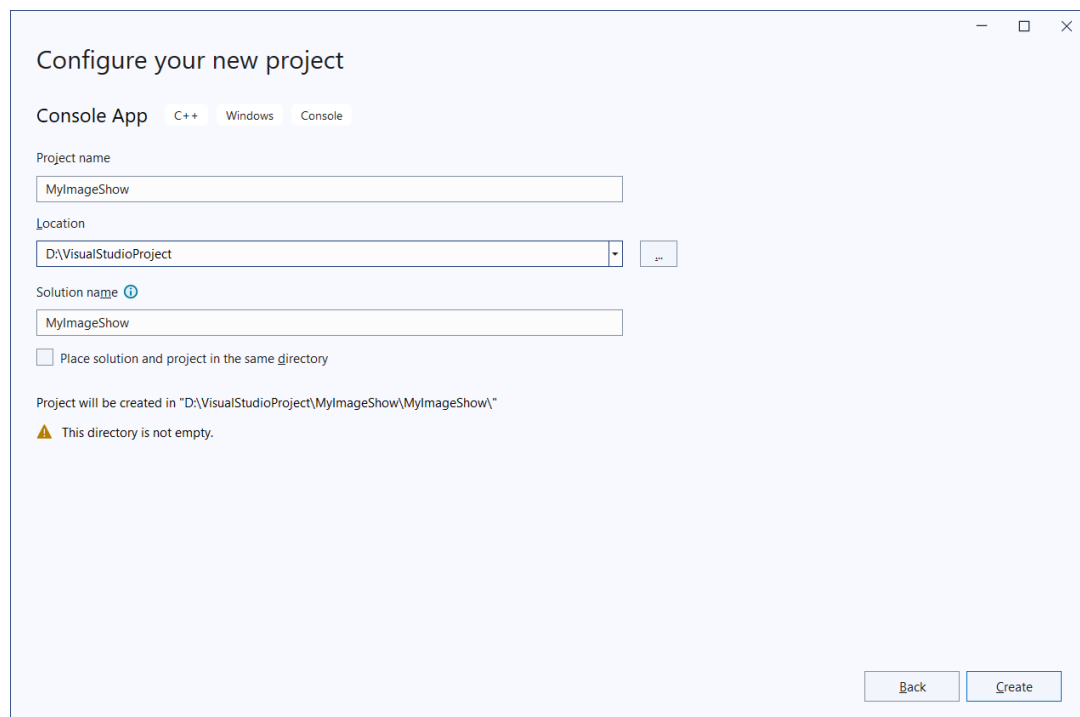 Configure your new project
Console App C++ Windows Console
Project name
MyImageShow
Location
D:\VisualStudioProject
...
Solution name
MyImageShow
Place solution and project in the same directory
Project will be created in "D:\VisualStudioProject\MyImageShow\MyImageShow\"
This directory is not empty.
Back Create